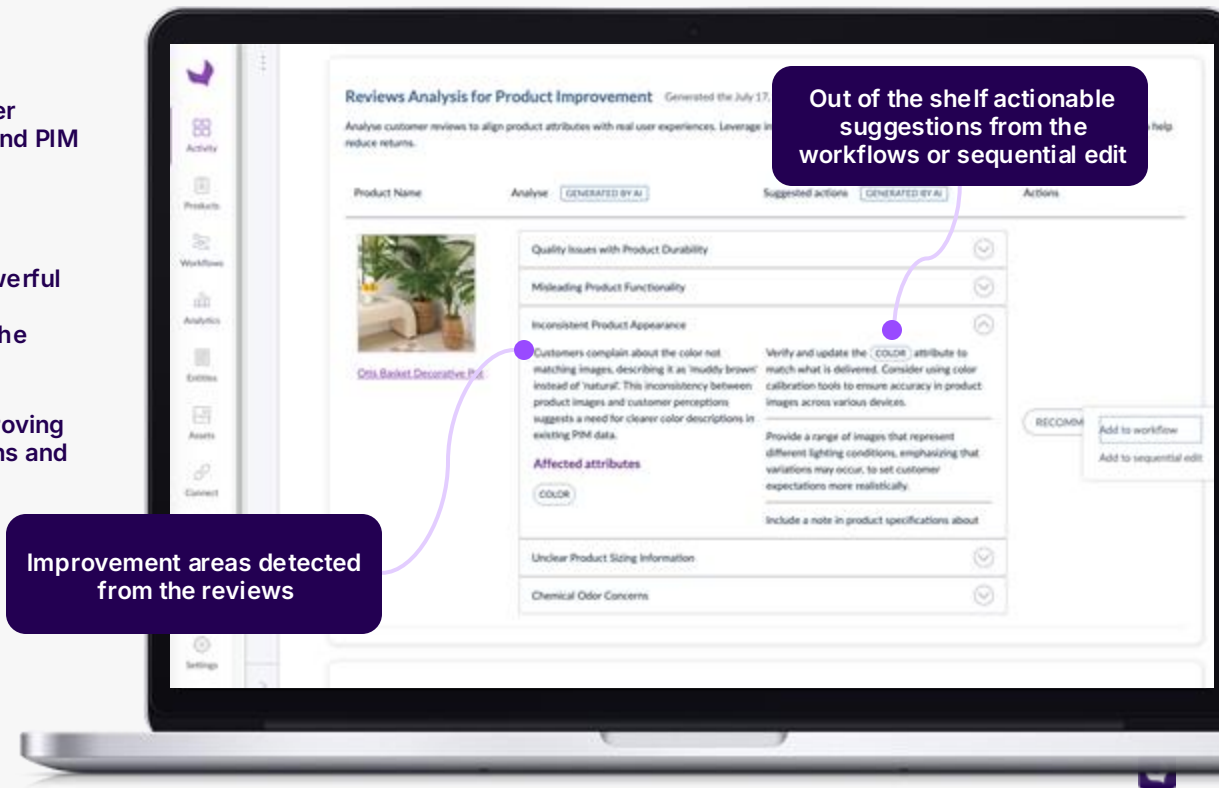 er
nd PIM
werful
he
roving
ns and
Out of the shelf actionable
suggestions from the
workflows or sequential edit
Improvement areas detected
from the reviews
Activity
Products
Workflows
Analytics
Entities
Assets
Connect
Settings
Reviews Analysis for Product Improvement Generated the July 17,
Analyse customer reviews to align product attributes with real user experiences. Leverage in
help
reduce returns.
Product Name Analyse GENERATED BY AI Suggested actions GENERATED BY AI Actions
Otis Basket Decorative Pot
Quality Issues with Product Durability
Misleading Product Functionality
Inconsistent Product Appearance
Customers complain about the color not
matching images, describing it as 'muddy brown'
instead of 'natural'. This inconsistency between
product images and customer perceptions
suggests a need for clearer color descriptions in
existing PIM data.
Affected attributes
COLOR
Verify and update the COLOR attribute to
match what is delivered. Consider using color
calibration tools to ensure accuracy in product
images across various devices.
Provide a range of images that represent
different lighting conditions, emphasizing that
variations may occur, to set customer
expectations more realistically.
Include a note in product specifications about
RECOMM
Add to workflow
Add to sequential edit
Unclear Product Sizing Information
Chemical Odor Concerns